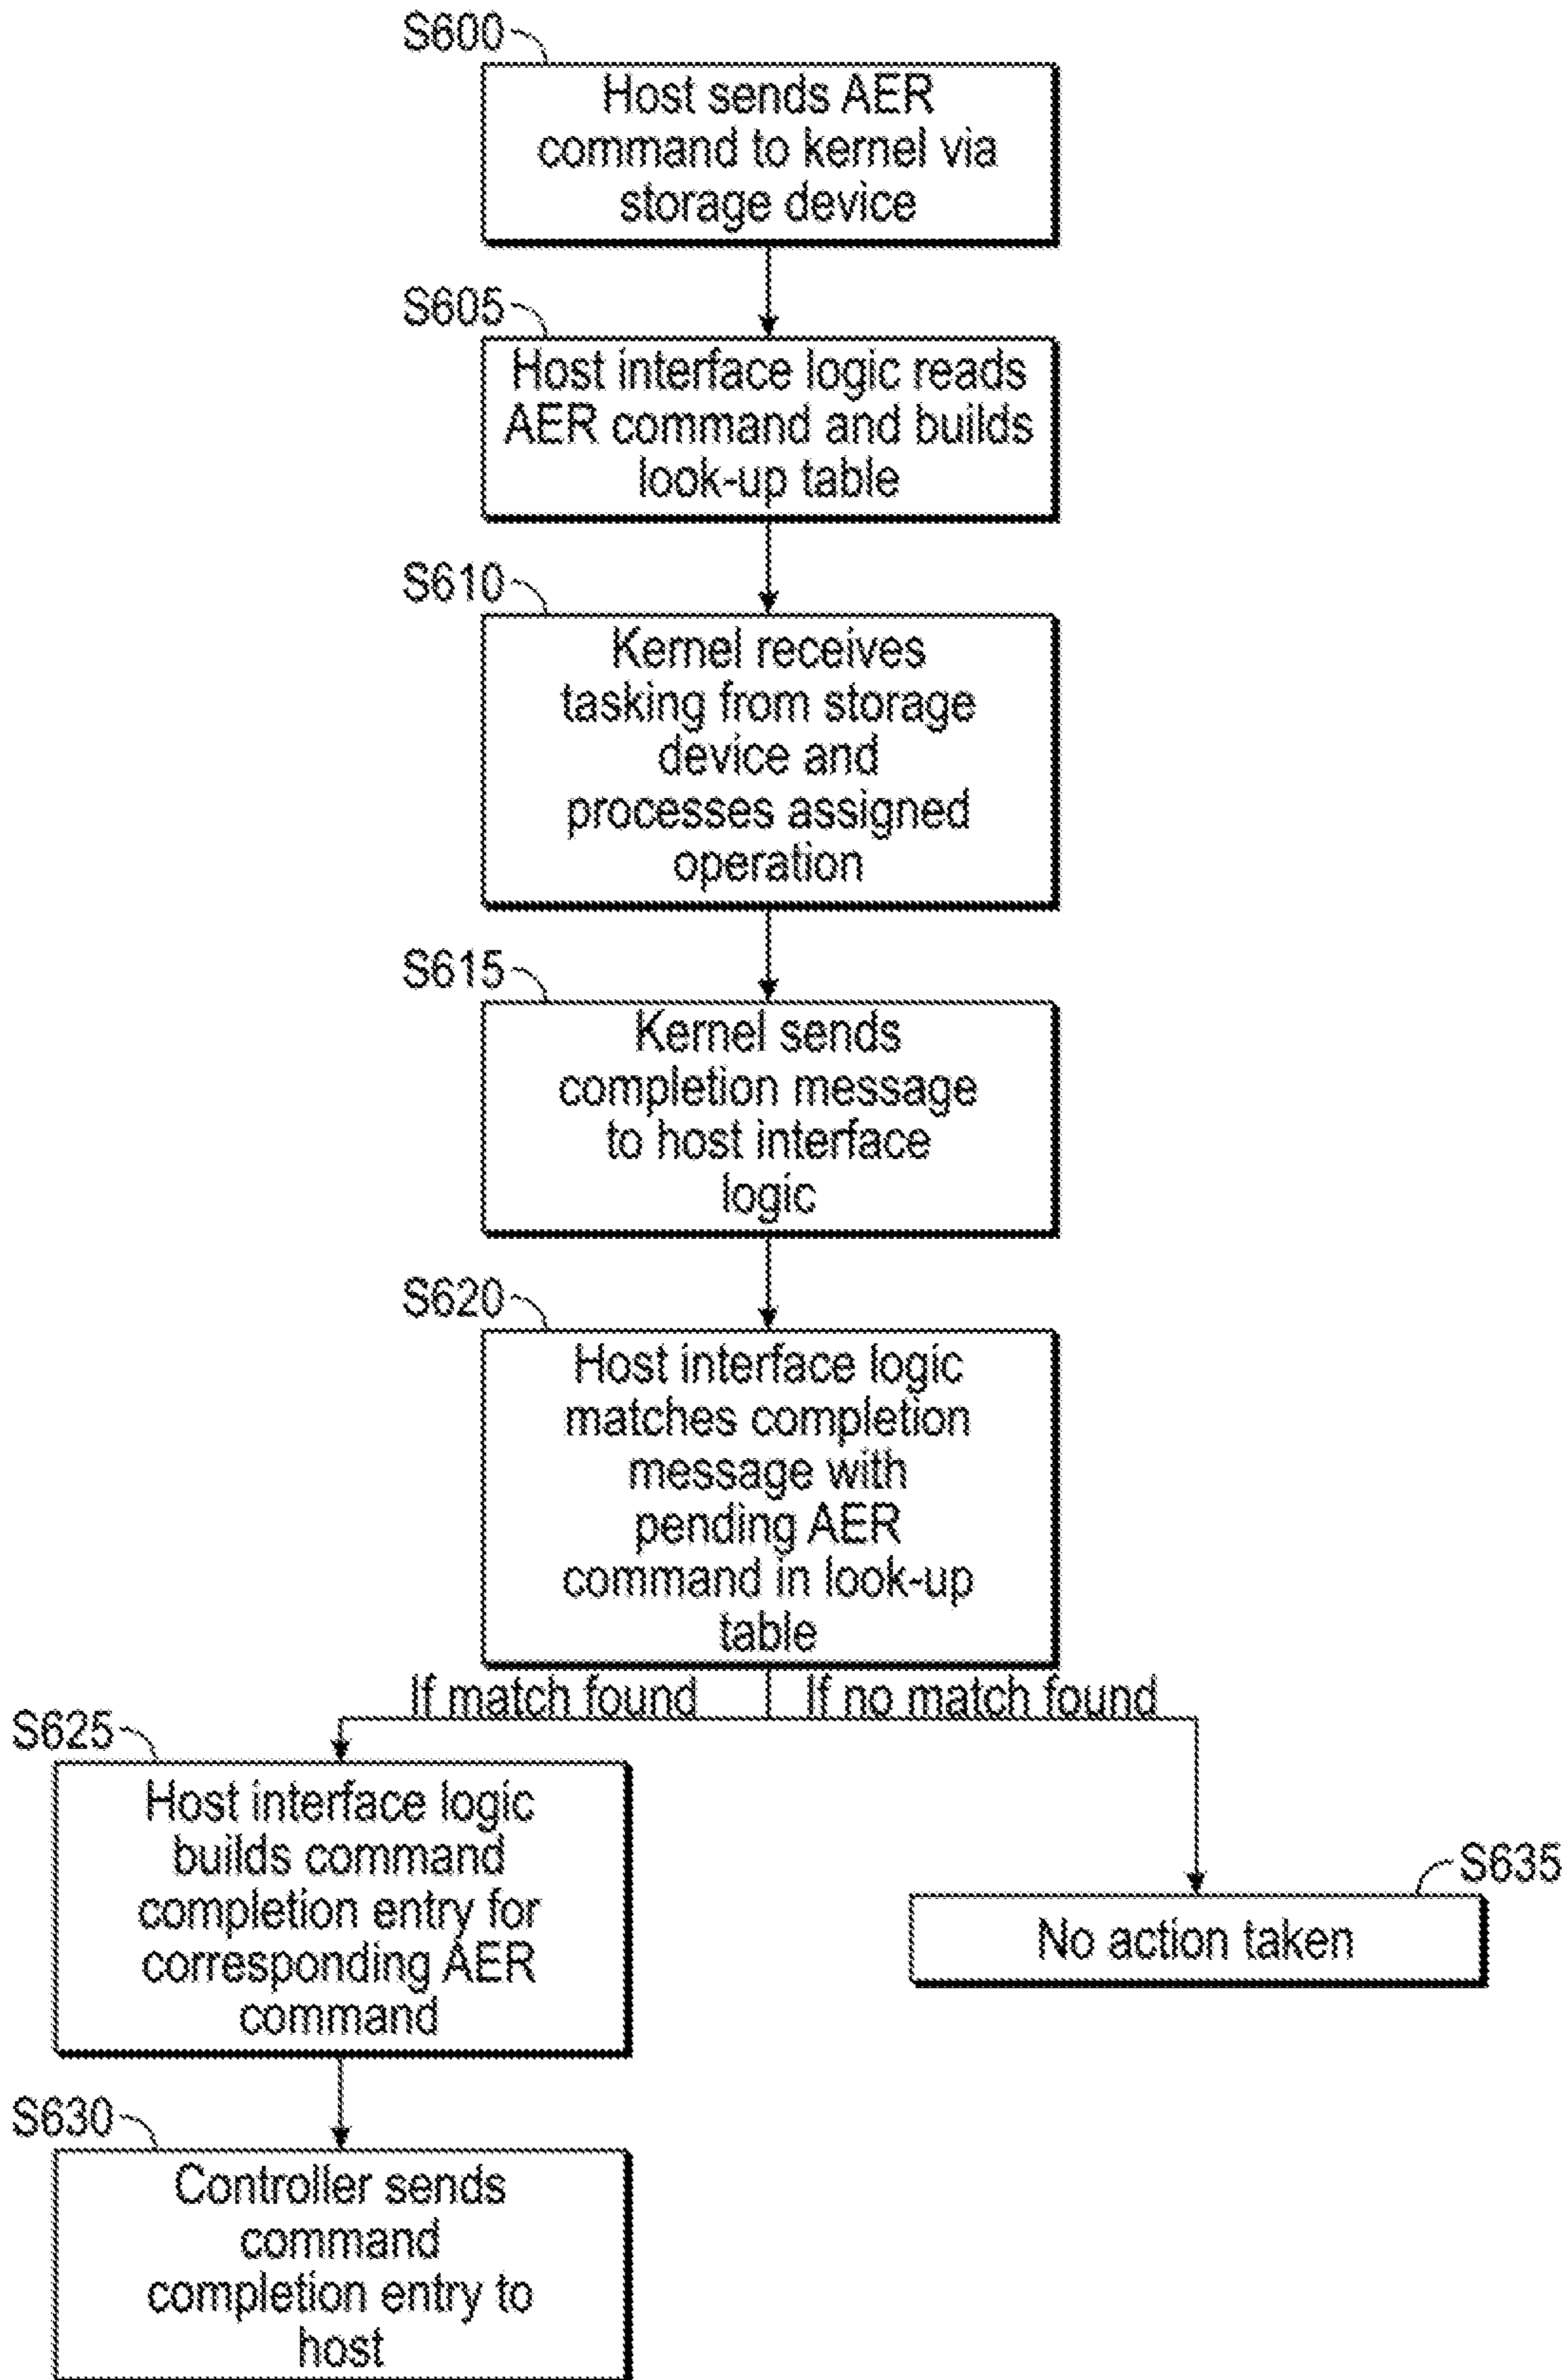 S600
Host sends AER
command to kernel via
storage device
S605
Host interface logic reads
AER command and builds
look-up table
S610
Kernel receives
tasking from storage
device and
processes assigned
operation
S615
Kernel sends
completion message
to host interface
logic
S620
Host interface logic
matches completion
message with
pending AER
command in look-up
table
If match found
If no match found
S625
Host interface logic
builds command
completion entry for
corresponding AER
command
S635
No action taken
S630
Controller sends
command
completion entry to
host